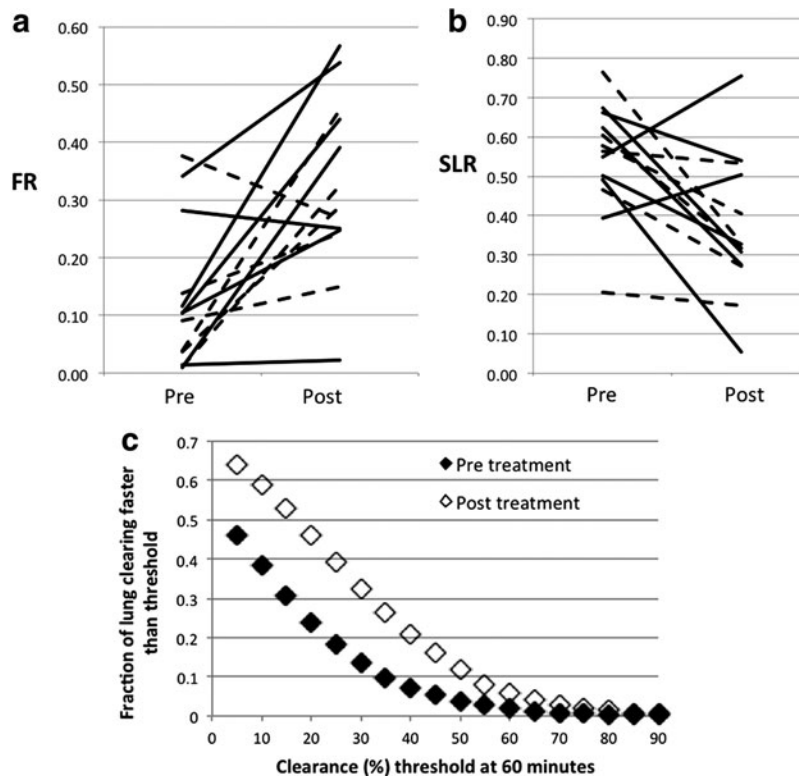 a
0.60
0.50
0.40
FR
0.30
0.20
0.10
0.00
Pre Post
b
0.90
0.80
0.70
0.60
SLR
0.50
0.40
0.30
0.20
0.10
0.00
Pre Post
c
0.7
0.6
0.5
0.4
0.3
0.2
0.1
0
Fraction of lung clearing faster
than threshold
Pre treatment
Post treatment
0 10 20 30 40 50 60 70 80 90
Clearance (%) threshold at 60 minutes